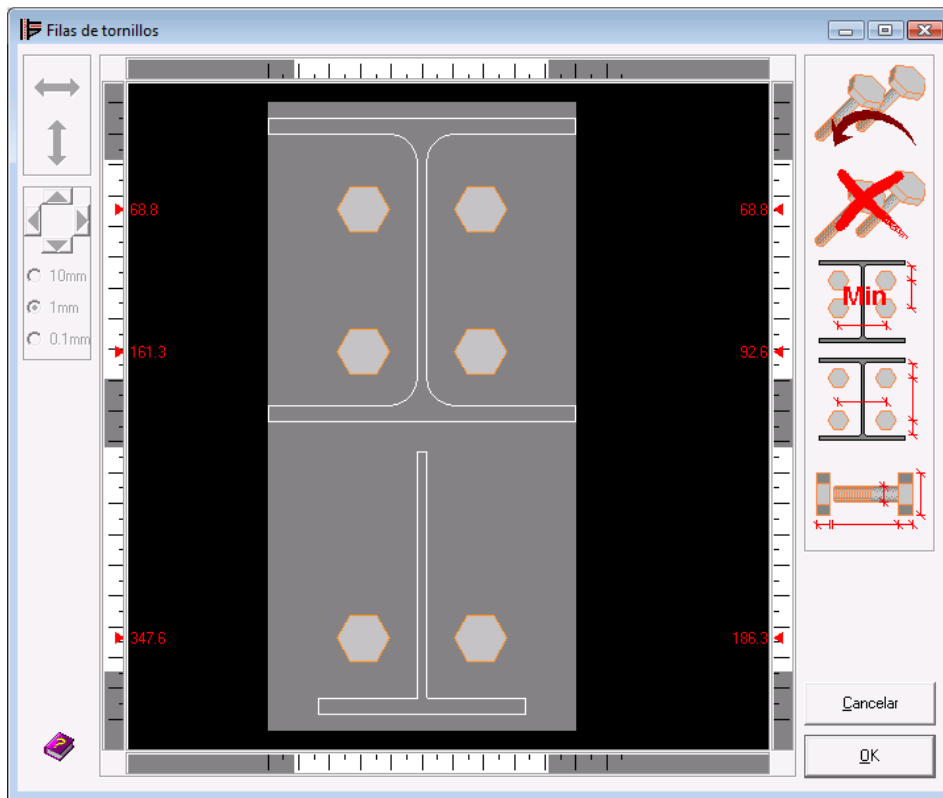 Filas de tornillos
68.8
68.8
10mm
Min
1mm
0.1mm
161.3
92.6
347.6
186.3
Cancelar
OK
?